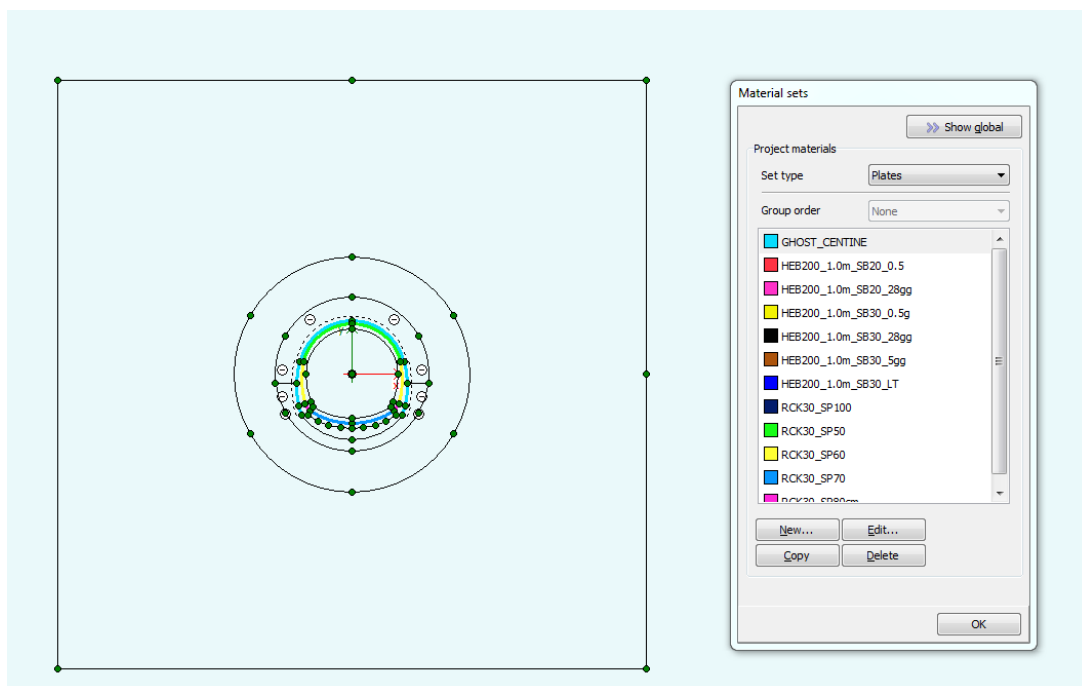 Material sets
Show global
Project materials
Set type Plates
Group order None
GHOST_CENTINE
HEB200_1.0m_SB20_0.5
HEB200_1.0m_SB20_28gg
HEB200_1.0m_SB30_0.5g
HEB200_1.0m_SB30_28gg
HEB200_1.0m_SB30_5gg
HEB200_1.0m_SB30_LT
RCK30_SP100
RCK30_SP50
RCK30_SP60
RCK30_SP70
RCK30_SP80cm
New... Edit...
Copy Delete
OK
x